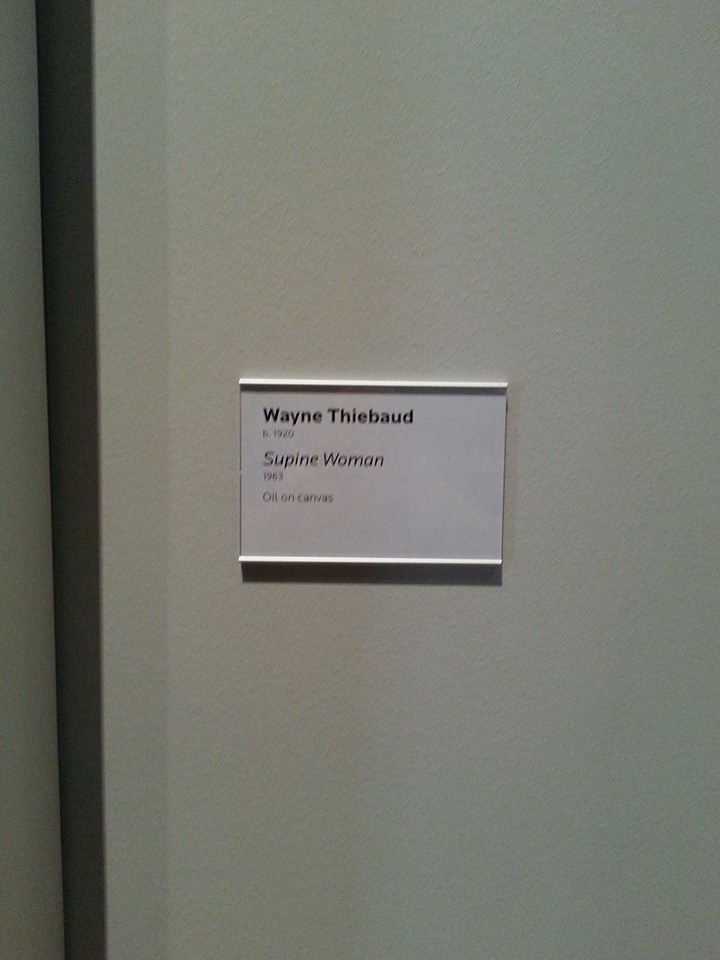 Wayne Thiebaud
b. 1920
Supine Woman
1963
Oil on canvas